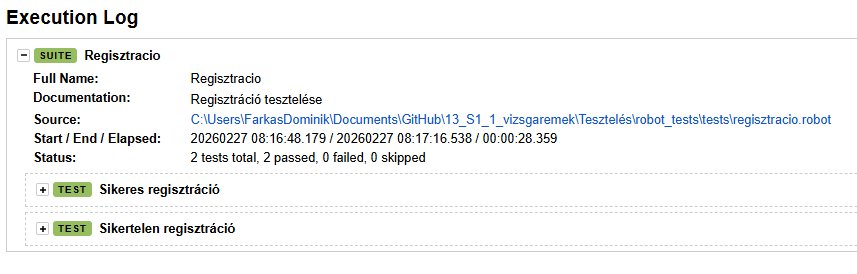 Execution Log
SUITE Regisztracio
Full Name: Regisztracio
Documentation: Regisztráció tesztelése
Source: C:\Users\FarkasDominik\Documents\GitHub\13_S1_1_vizsgaremek\Tesztelés\robot_tests\tests\regisztracio.robot
Start / End / Elapsed: 20260227 08:16:48.179 / 20260227 08:17:16.538 / 00:00:28.359
Status: 2 tests total, 2 passed, 0 failed, 0 skipped
TEST Sikeres regisztráció
TEST Sikertelen regisztráció